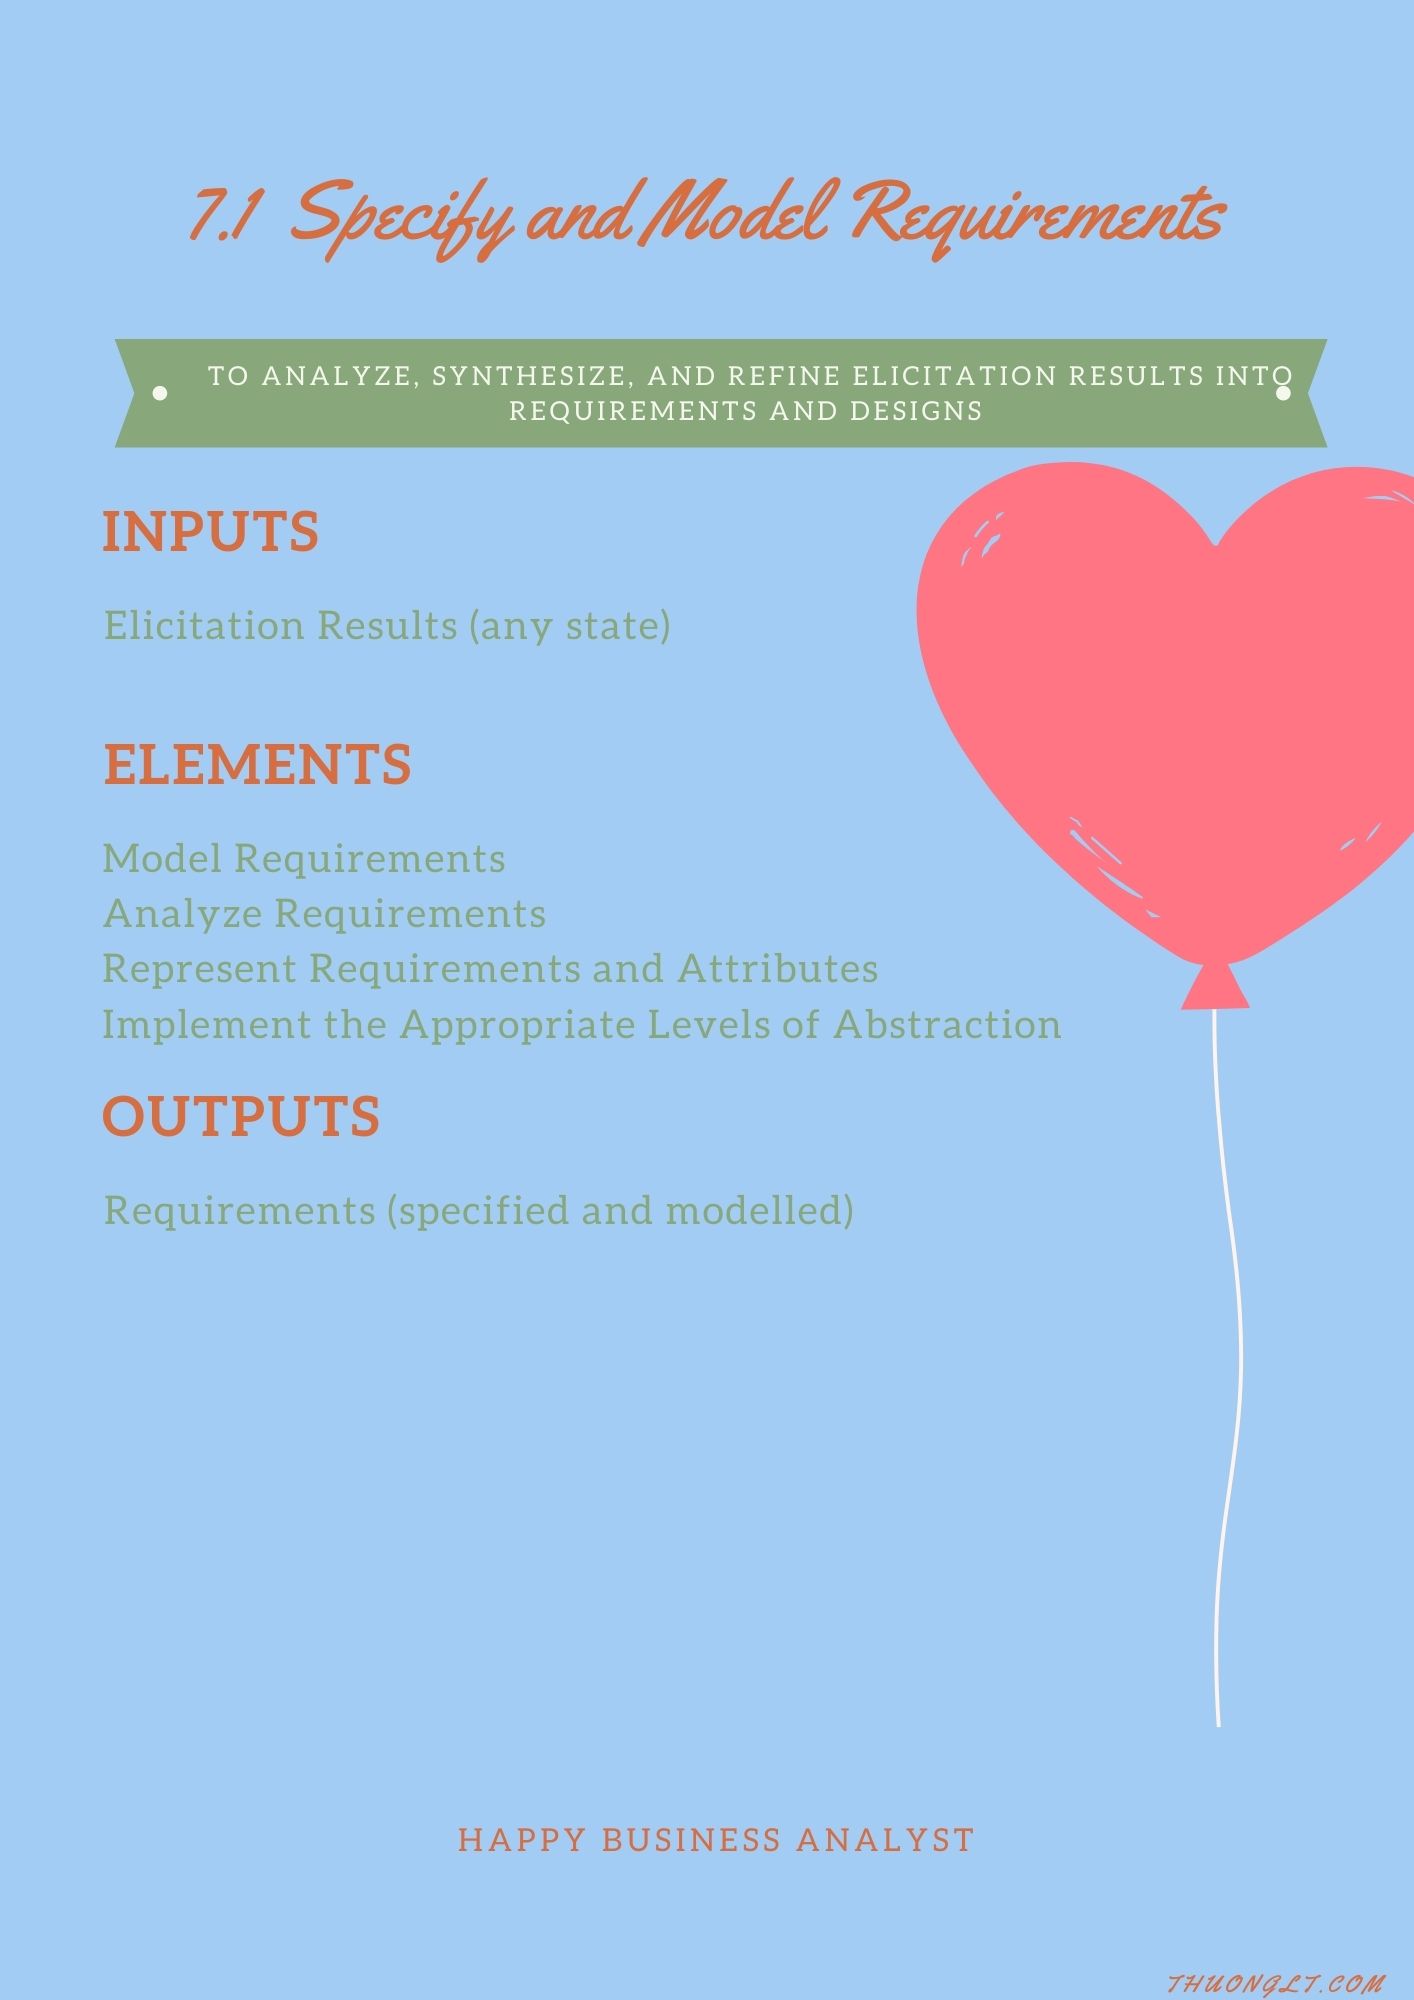 7.1 Specify and Model Requirements
TO ANALYZE, SYNTHESIZE, AND REFINE ELICITATION RESULTS INTO
REQUIREMENTS AND DESIGNS
INPUTS
Elicitation Results (any state)
ELEMENTS
Model Requirements
Analyze Requirements
Represent Requirements and Attributes
Implement the Appropriate Levels of Abstraction
OUTPUTS
Requirements (specified and modelled)
HAPPY BUSINESS ANALYST
THUONGLT.COM